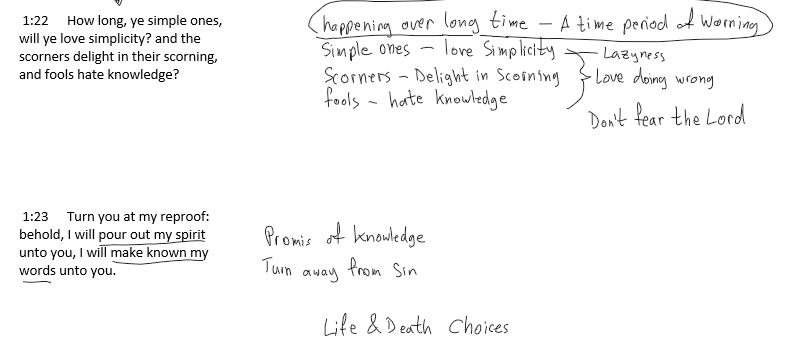 1:22 How long, ye simple ones,
will ye love simplicity? and the
scorners delight in their scorning,
and fools hate knowledge?
happening over long time - A time period of Worning
Simple ones - love Simplicity
Lazyness
Scorners - Delight in Scorning
Love doing wrong
fools - hate knowledge
Don't fear the Lord
1:23 Turn you at my reproof:
behold, I will pour out my spirit
unto you, I will make known my
words unto you.
Promis of knowledge
Turn away from Sin
Life & Death Choices